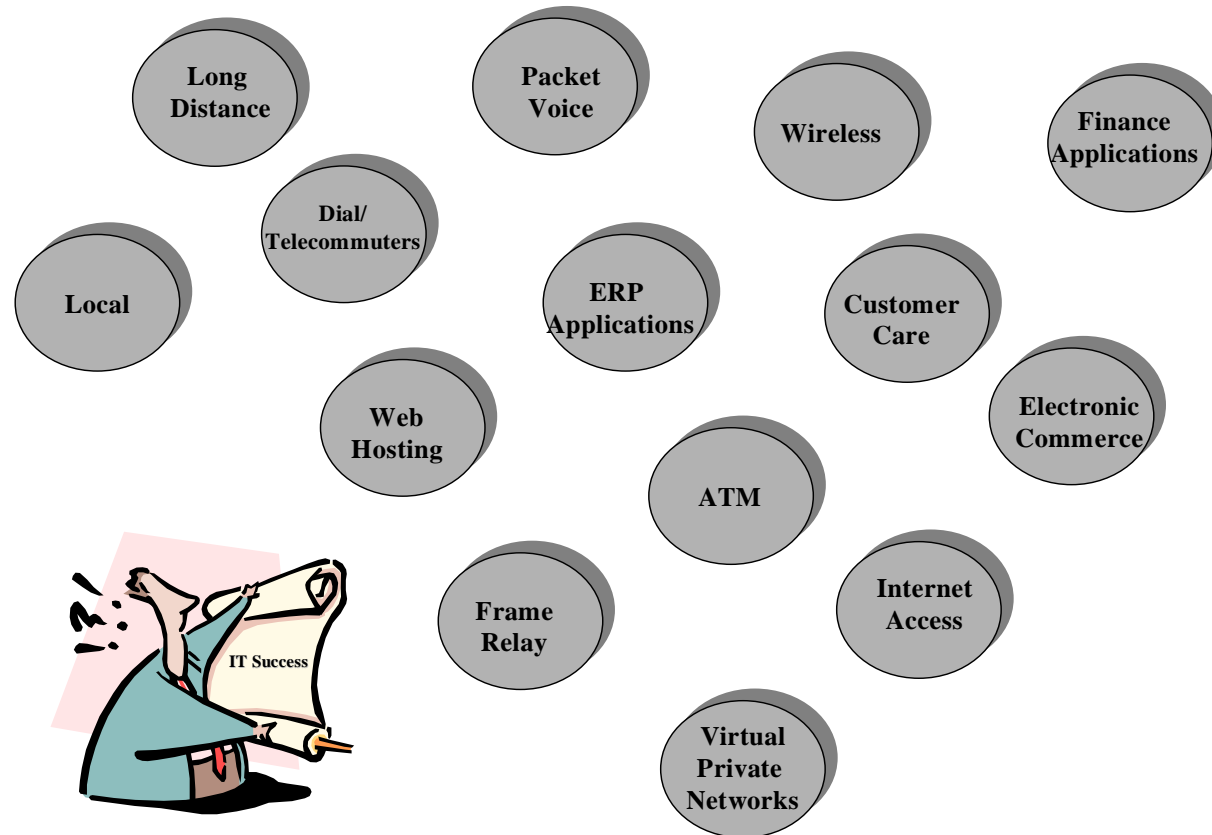 Long
Distance
Packet
Voice
Wireless
Finance
Applications
Dial/
Telecommuters
Local
ERP
Applications
Customer
Care
Web
Hosting
Electronic
Commerce
ATM
Frame
Relay
Internet
Access
IT Success
Virtual
Private
Networks